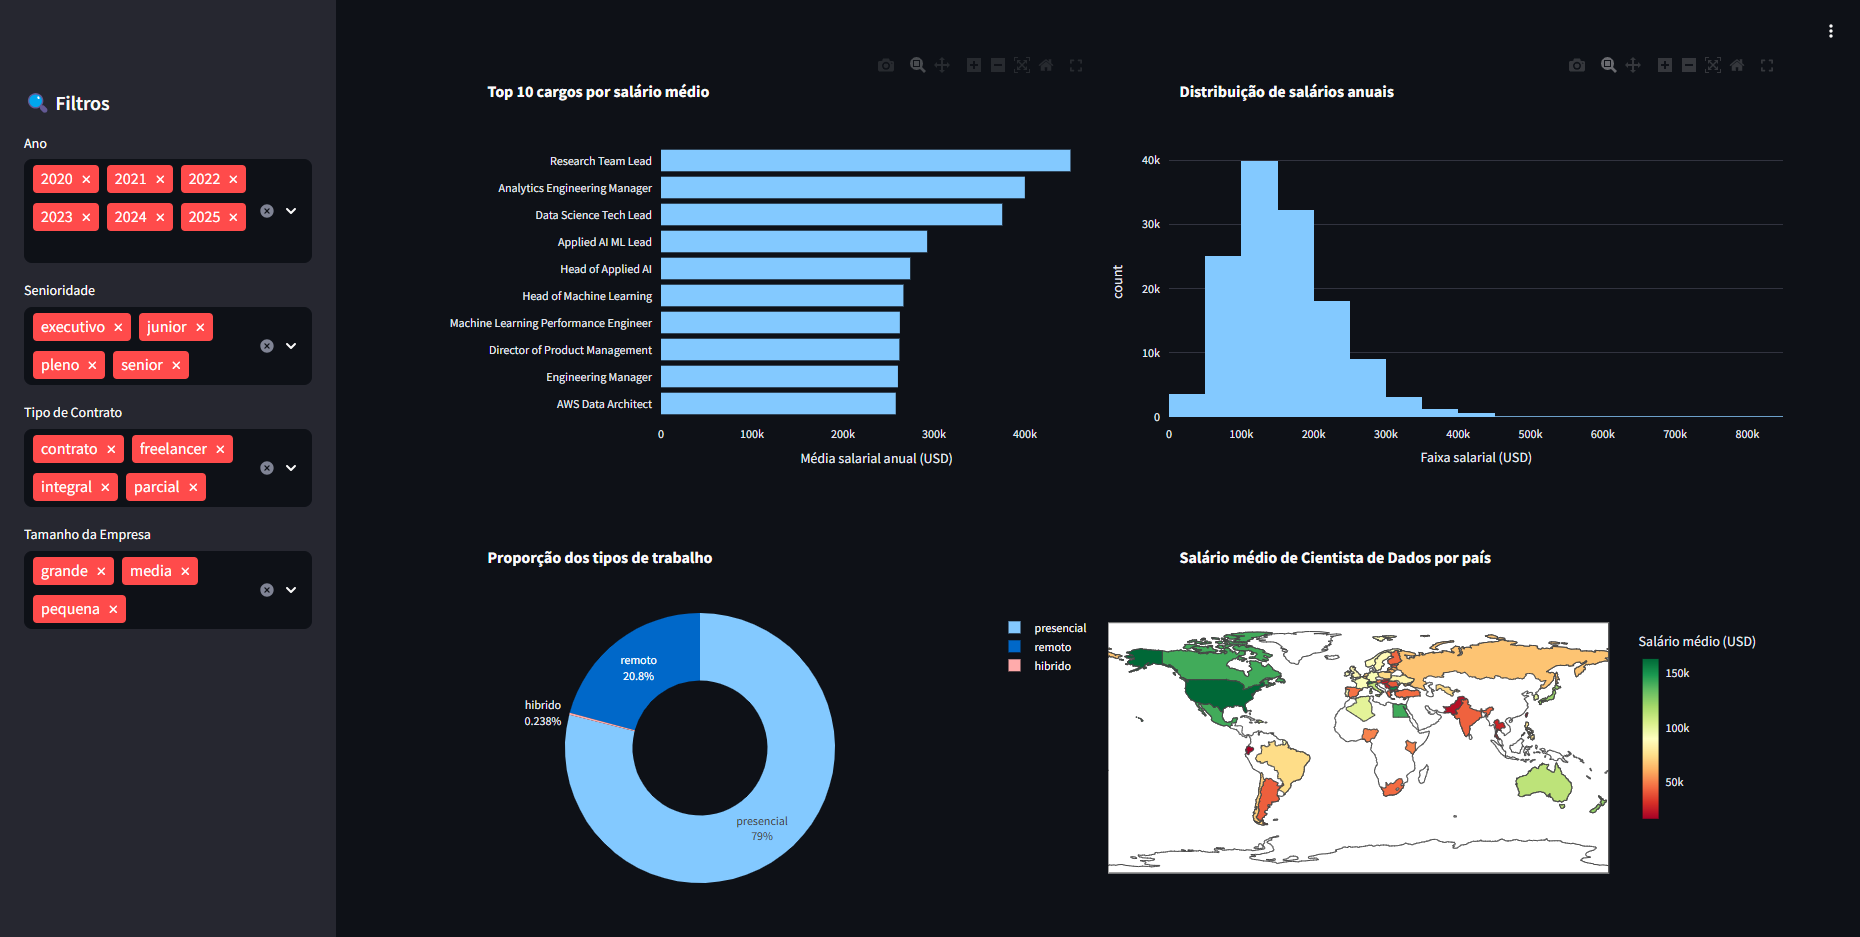 Filtros
Ano
2020 × 2021 × 2022 ×
2023 × 2024 × 2025 ×
Senioridade
executivo × junior ×
pleno × senior ×
Tipo de Contrato
contrato × freelancer ×
integral × parcial ×
Tamanho da Empresa
grande × media ×
pequena ×
Top 10 cargos por salário médio
Research Team Lead
Analytics Engineering Manager
Data Science Tech Lead
Applied AI ML Lead
Head of Applied AI
Head of Machine Learning
Machine Learning Performance Engineer
Director of Product Management
Engineering Manager
AWS Data Architect
0 100k 200k 300k 400k
Média salarial anual (USD)
Distribuição de salários anuais
count
40k
30k
20k
10k
0
0 100k 200k 300k 400k 500k 600k 700k 800k
Faixa salarial (USD)
Proporção dos tipos de trabalho
remoto
20.8%
hibrido
0.238%
presencial
79%
presencial
remoto
hibrido
Salário médio de Cientista de Dados por país
Salário médio (USD)
150k
100k
50k